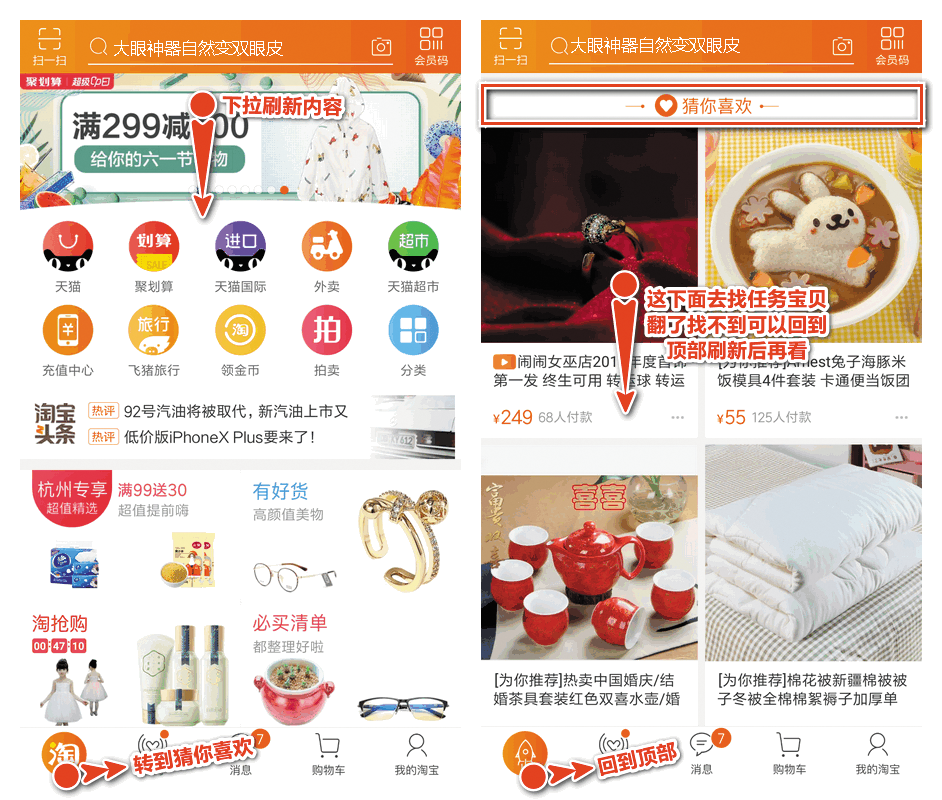 扫一扫
大眼神器自然变双眼皮
会员码
聚划算 超级品日
下拉刷新内容
满299减
给你的六一节
物
天猫
划算
SALE
聚划算
进口
天猫国际
外卖
超市
天猫超市
充值中心
旅行
飞猪旅行
淘
领金币
拍
拍卖
分类
淘宝头条
热评 92号汽油将被取代，新汽油上市又
热评 低价版iPhoneX Plus要来了！
杭州专享
超值精选
满99送30
超值提前嗨
有好货
高颜值美物
淘抢购
00:47:10
必买清单
都整理好啦
淘
转到猜你喜欢
7
消息
购物车
我的淘宝
扫一扫
大眼神器自然变双眼皮
会员码
猜你喜欢
这下面去找任务宝贝
翻了找不到可以回到
顶部刷新后再看
闹闹女巫店201 年度首饰
第一发 终生可用 转运球 转运
¥249 68人付款
[为你推荐]Arnest兔子海豚米
饭模具4件套装 卡通便当饭团
¥55 125人付款
富贵如意
囍囍
[为你推荐]热卖中国婚庆/结
婚茶具套装红色双喜水壶/婚
[为你推荐]棉花被新疆棉被被
子冬被全棉棉絮褥子加厚单
回到顶部
7
消息
购物车
我的淘宝